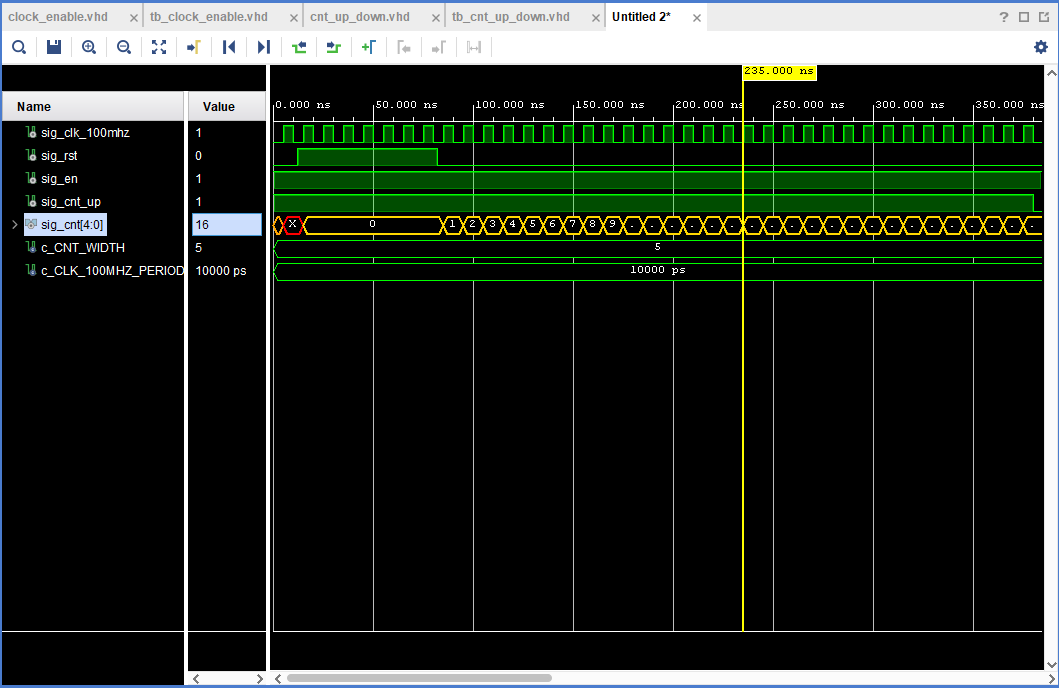 clock_enable.vhd × tb_clock_enable.vhd × cnt_up_down.vhd × tb_cnt_up_down.vhd × Untitled 2* × ?
235.000 ns
Name Value
0.000 ns 50.000 ns 100.000 ns 150.000 ns 200.000 ns 250.000 ns 300.000 ns 350.000 ns
sig_clk_100mhz 1
sig_rst 0
sig_en 1
sig_cnt_up 1
sig_cnt[4:0] 16 X 0 1 2 3 4 5 6 7 8 9 . . . . . . . . . . . . . . . . . . . . .
c_CNT_WIDTH 5 5
c_CLK_100MHZ_PERIOD 10000 ps 10000 ps